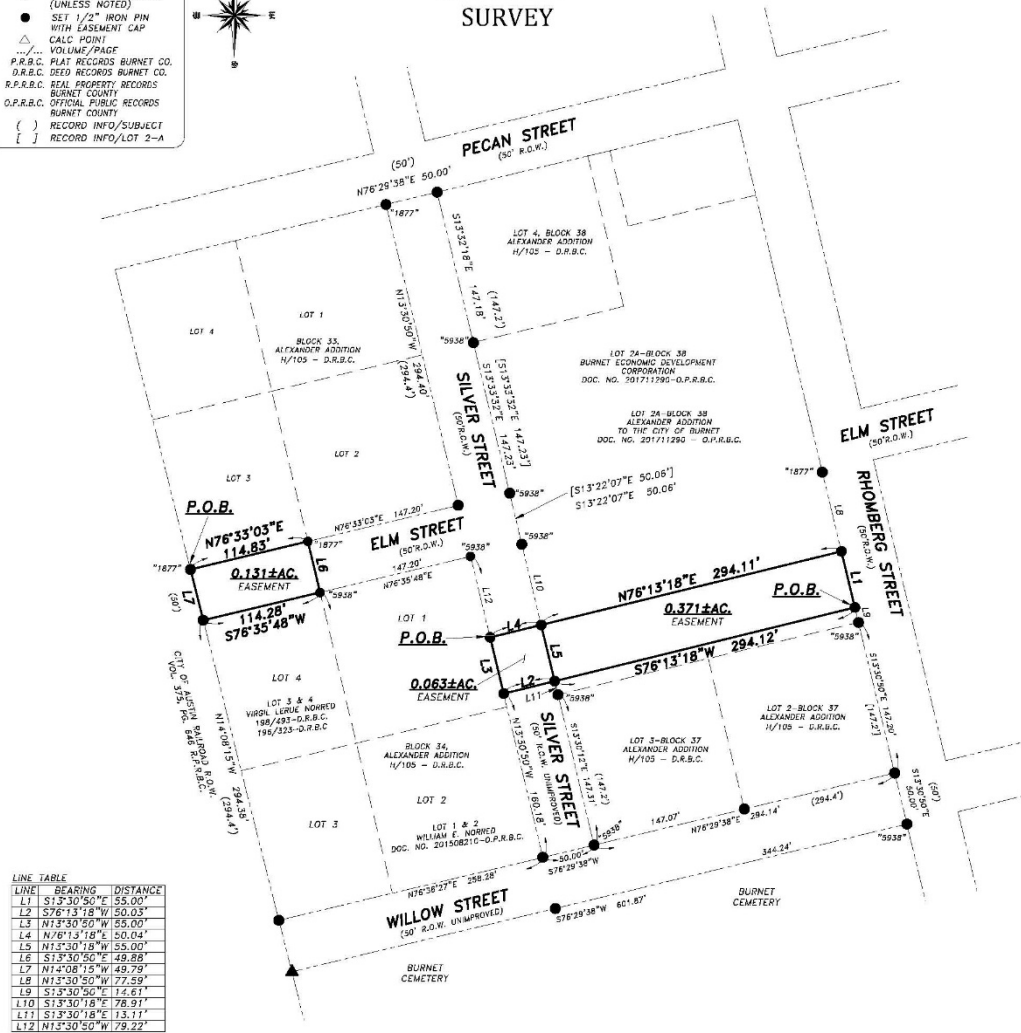 (UNLESS NOTED)
SET 1/2" IRON PIN
WITH EASEMENT CAP
CALC POINT
.../... VOLUME/PAGE
P.R.B.C. PLAT RECORDS BURNET CO.
D.R.B.C. DEED RECORDS BURNET CO.
R.P.R.B.C. REAL PROPERTY RECORDS
BURNET COUNTY
O.P.R.B.C. OFFICIAL PUBLIC RECORDS
BURNET COUNTY
( ) RECORD INFO/SUBJECT
[ ] RECORD INFO/LOT 2-A
SURVEY
PECAN STREET
(50' R.O.W.)
(50')
N76°29'38"E 50.00'
"1877"
S13°32'18"E 147.18'
(147.2')
LOT 4, BLOCK 38
ALEXANDER ADDITION
H/105 - D.R.B.C.
N13°30'50"W 294.40'
(294.4')
LOT 4
LOT 1
BLOCK 33,
ALEXANDER ADDITION
H/105 - D.R.B.C.
"5938"
SILVER STREET
(50'R.O.W.)
[S13°33'32"E 147.23']
S13°33'32"E 147.23'
LOT 2A-BLOCK 38
BURNET ECONOMIC DEVELOPMENT
CORPORATION
DOC. NO. 201711290-O.P.R.B.C.
LOT 2A-BLOCK 38
ALEXANDER ADDITION
TO THE CITY OF BURNET
DOC. NO. 201711290 - O.P.R.B.C.
ELM STREET
(50'R.O.W.)
LOT 3
LOT 2
"1877"
RHOMBERG STREET
(50'R.O.W.)
[S13°22'07"E 50.06']
S13°22'07"E 50.06'
"5938"
"5938"
P.O.B.
N76°33'03"E
114.83'
N76°33'03"E 147.20'
"1877"
ELM STREET
(50'R.O.W.)
"5938"
L8
"1877"
0.131±AC.
EASEMENT
L6
L7
(50')
147.20'
N76°35'48"E
"5938"
114.28'
S76°35'48"W
L12
L10
N76°13'18"E 294.11'
L1
P.O.B.
0.371±AC.
EASEMENT
L9
LOT 1
P.O.B.
L4
L3
L5
L2
L11
S76°13'18"W 294.12'
"5938"
0.063±AC.
EASEMENT
"5938"
CITY OF AUSTIN RAILROAD R.O.W.
VOL. 375, PG. 646 R.P.R.B.C.
LOT 4
LOT 3 & 4
VIRGIL LERUE NORRED
198/493-D.R.B.C.
195/323-D.R.B.C
N14°08'15"W 294.38'
(294.4')
BLOCK 34,
ALEXANDER ADDITION
H/105 - D.R.B.C.
N13°30'50"W 160.18'
SILVER STREET
(50' R.O.W. UNIMPROVED)
S13°30'12"E 147.31'
(147.2')
LOT 3-BLOCK 37
ALEXANDER ADDITION
H/105 - D.R.B.C.
LOT 2-BLOCK 37
ALEXANDER ADDITION
H/105 - D.R.B.C.
S13°30'50"E 147.20'
(147.2')
LOT 3
LOT 2
LOT 1 & 2
WILLIAM E. NORRED
DOC. NO. 201508210-O.P.R.B.C.
"5938"
50.00'
S76°29'38"W
147.07'
N76°29'38"E 294.14'
(294.4')
S13°30'50"E
50.00'
(50')
"5938"
N76°38'27"E 258.28'
WILLOW STREET
(50' R.O.W. UNIMPROVED)
S76°29'38"W 601.87'
344.24'
BURNET
CEMETERY
BURNET
CEMETERY
LINE TABLE
LINE BEARING DISTANCE
L1 S13°30'50"E 55.00'
L2 S76°13'18"W 50.03'
L3 N13°30'50"W 55.00'
L4 N76°13'18"E 50.04'
L5 N13°30'18"W 55.00'
L6 S13°30'50"E 49.88'
L7 N14°08'15"W 49.79'
L8 N13°30'50"W 77.59'
L9 S13°30'50"E 14.61'
L10 S13°30'18"E 78.91'
L11 S13°30'18"E 13.11'
L12 N13°30'50"W 79.22'